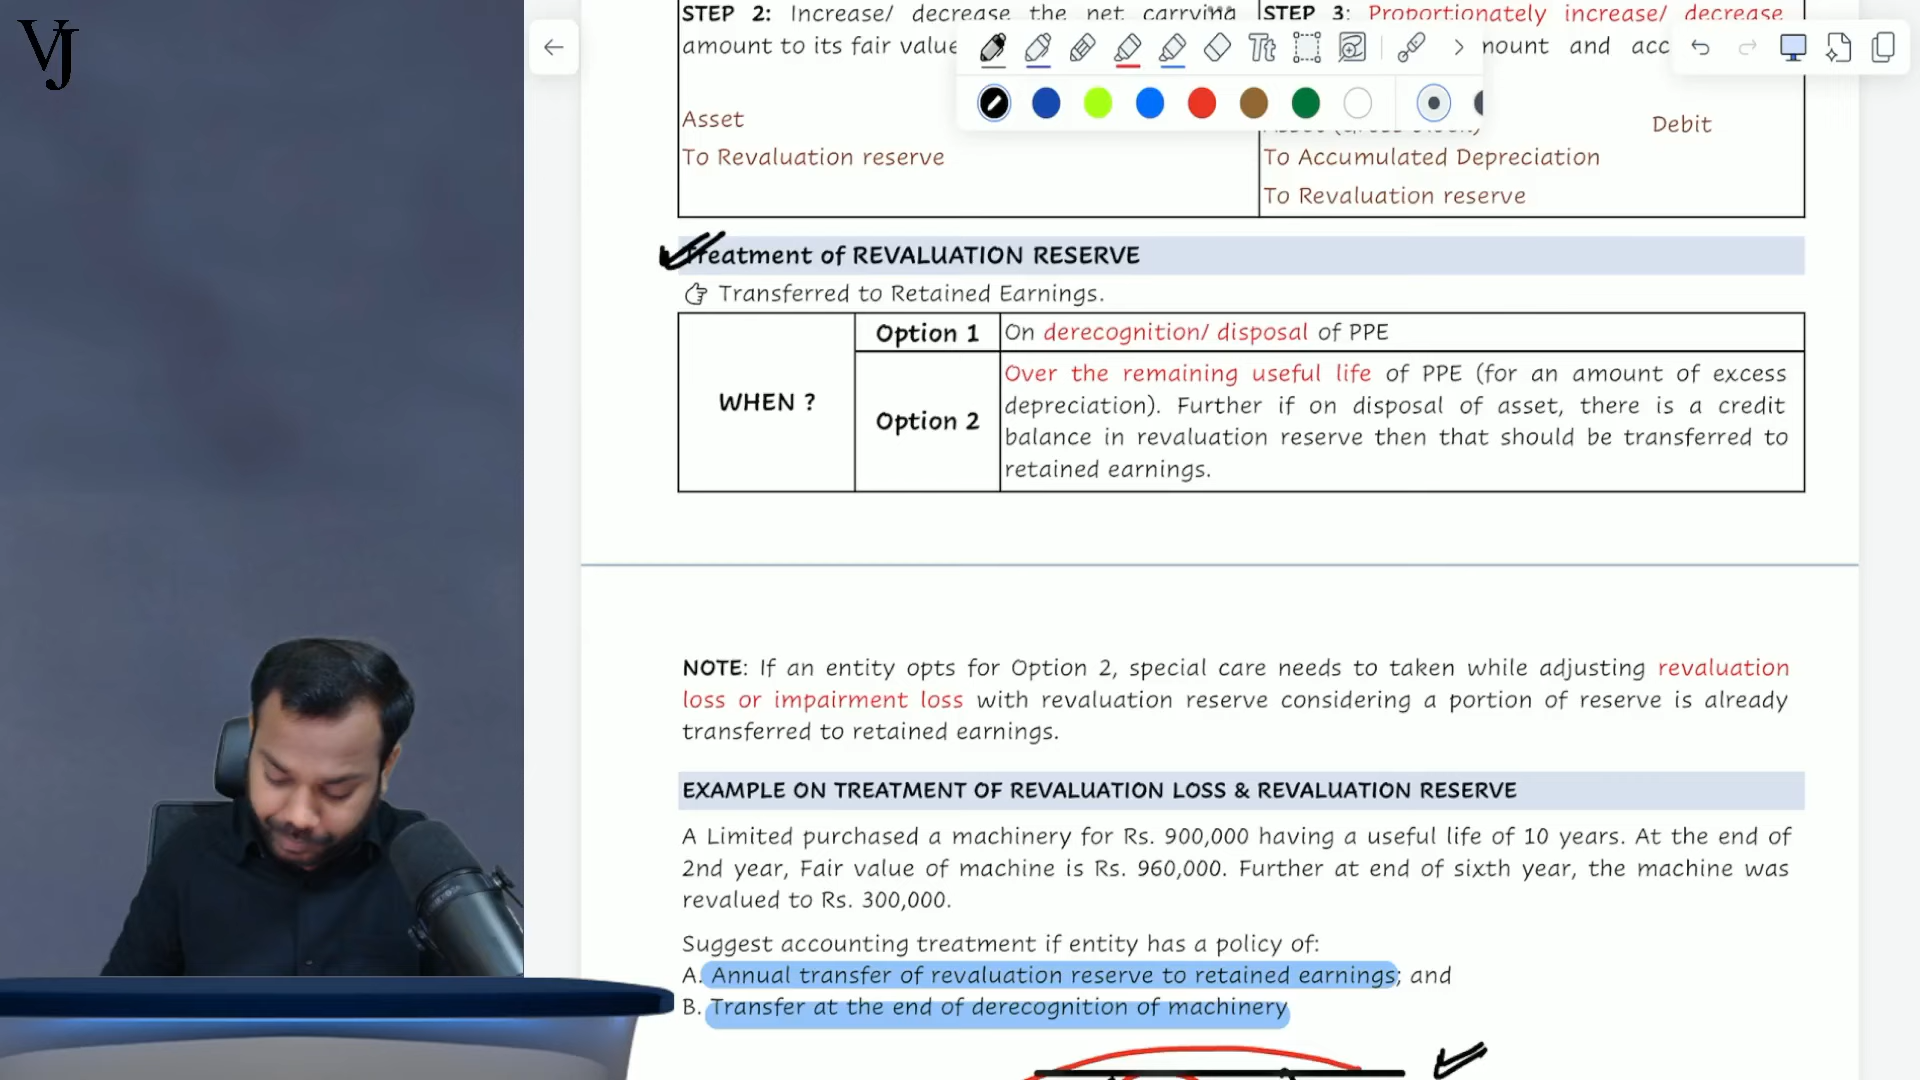 VJ
STEP 2: Increase/ decrease the net carrying
amount to its fair value
Asset
To Revaluation reserve
STEP 3: Proportionately increase/ decrease
mount and acc
Debit
To Accumulated Depreciation
To Revaluation reserve
Tt
Treatment of REVALUATION RESERVE
Transferred to Retained Earnings.
WHEN ?
Option 1
On derecognition/ disposal of PPE
Option 2
Over the remaining useful life of PPE (for an amount of excess
depreciation). Further if on disposal of asset, there is a credit
balance in revaluation reserve then that should be transferred to
retained earnings.
NOTE: If an entity opts for Option 2, special care needs to taken while adjusting revaluation
loss or impairment loss with revaluation reserve considering a portion of reserve is already
transferred to retained earnings.
EXAMPLE ON TREATMENT OF REVALUATION LOSS & REVALUATION RESERVE
A Limited purchased a machinery for Rs. 900,000 having a useful life of 10 years. At the end of
2nd year, Fair value of machine is Rs. 960,000. Further at end of sixth year, the machine was
revalued to Rs. 300,000.
Suggest accounting treatment if entity has a policy of:
A. Annual transfer of revaluation reserve to retained earnings; and
B. Transfer at the end of derecognition of machinery